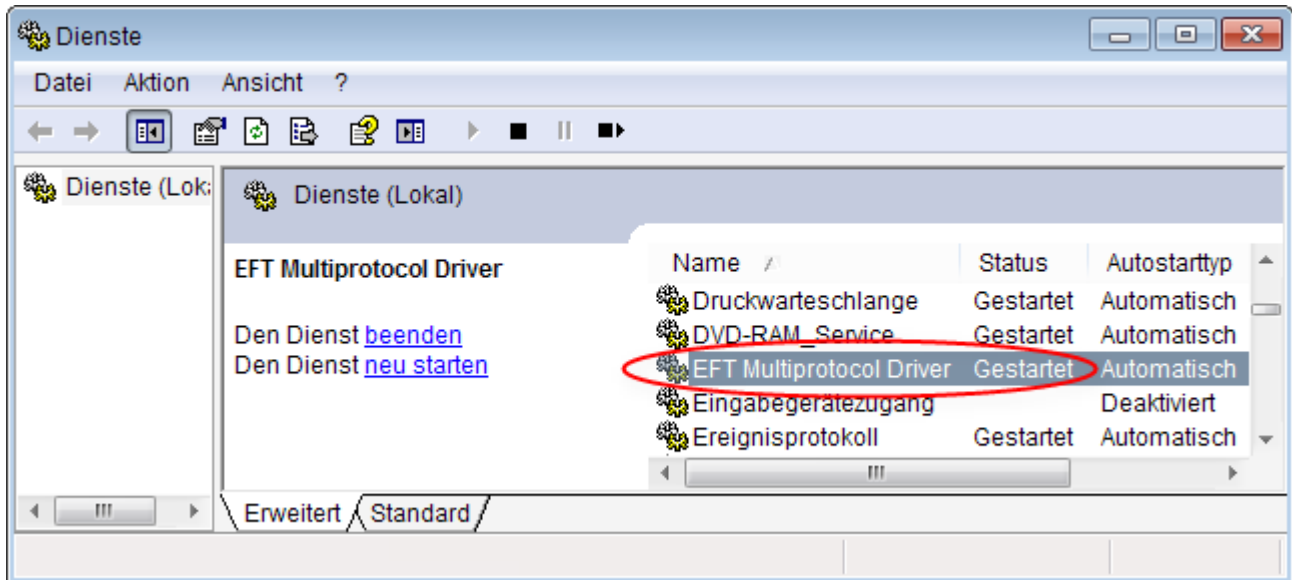 Dienste
Datei Aktion Ansicht ?
Dienste (Loka
Dienste (Lokal)
EFT Multiprotocol Driver
Den Dienst beenden
Den Dienst neu starten
Name Status Autostarttyp
Druckwarteschlange Gestartet Automatisch
DVD-RAM_Service Gestartet Automatisch
EFT Multiprotocol Driver Gestartet Automatisch
Eingabegerätezugang Deaktiviert
Ereignisprotokoll Gestartet Automatisch
Erweitert Standard